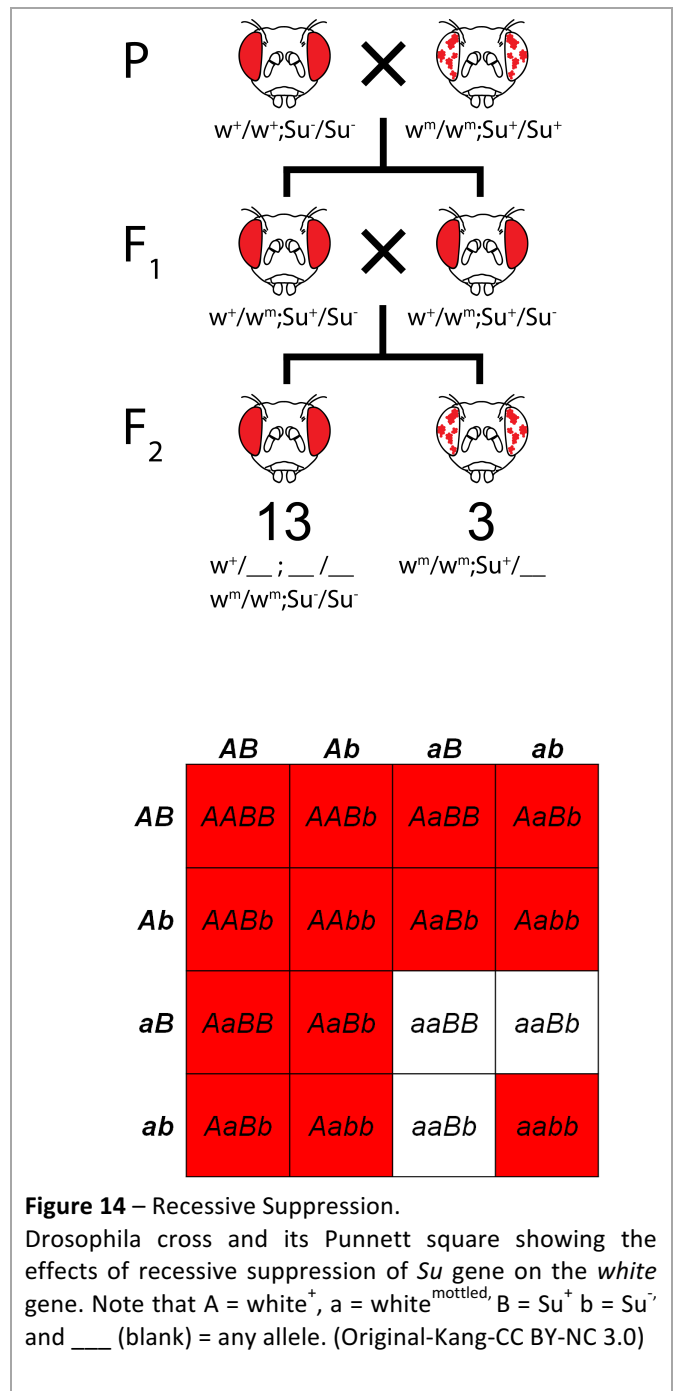 P
w⁺/w⁺;Su⁻/Su⁻ wᵐ/wᵐ;Su⁺/Su⁺
F₁
w⁺/wᵐ;Su⁺/Su⁻ w⁺/wᵐ;Su⁺/Su⁻
F₂
13 3
w⁺/__ ; __ /__ wᵐ/wᵐ;Su⁺/__
wᵐ/wᵐ;Su⁻/Su⁻
AB Ab aB ab
AB AABB AABb AaBB AaBb
Ab AABb AAbb AaBb Aabb
aB AaBB AaBb aaBB aaBb
ab AaBb Aabb aaBb aabb
Figure 14 – Recessive Suppression.
Drosophila cross and its Punnett square showing the
effects of recessive suppression of Su gene on the white
gene. Note that A = white⁺, a = white^mottled, B = Su⁺ b = Su⁻,
and ___ (blank) = any allele. (Original-Kang-CC BY-NC 3.0)